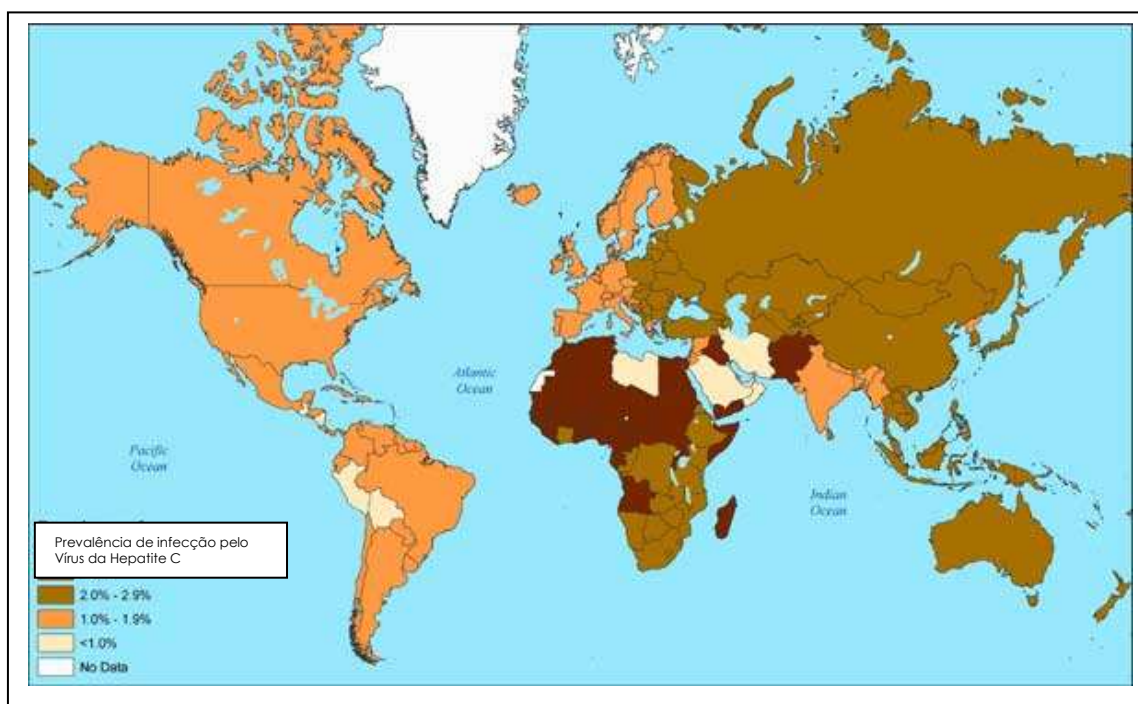 Atlantic
Ocean
Pacific
Ocean
Indian
Ocean
Prevalência de infecção pelo
Vírus da Hepatite C
2.0% - 2.9%
1.0% - 1.9%
<1.0%
No Data